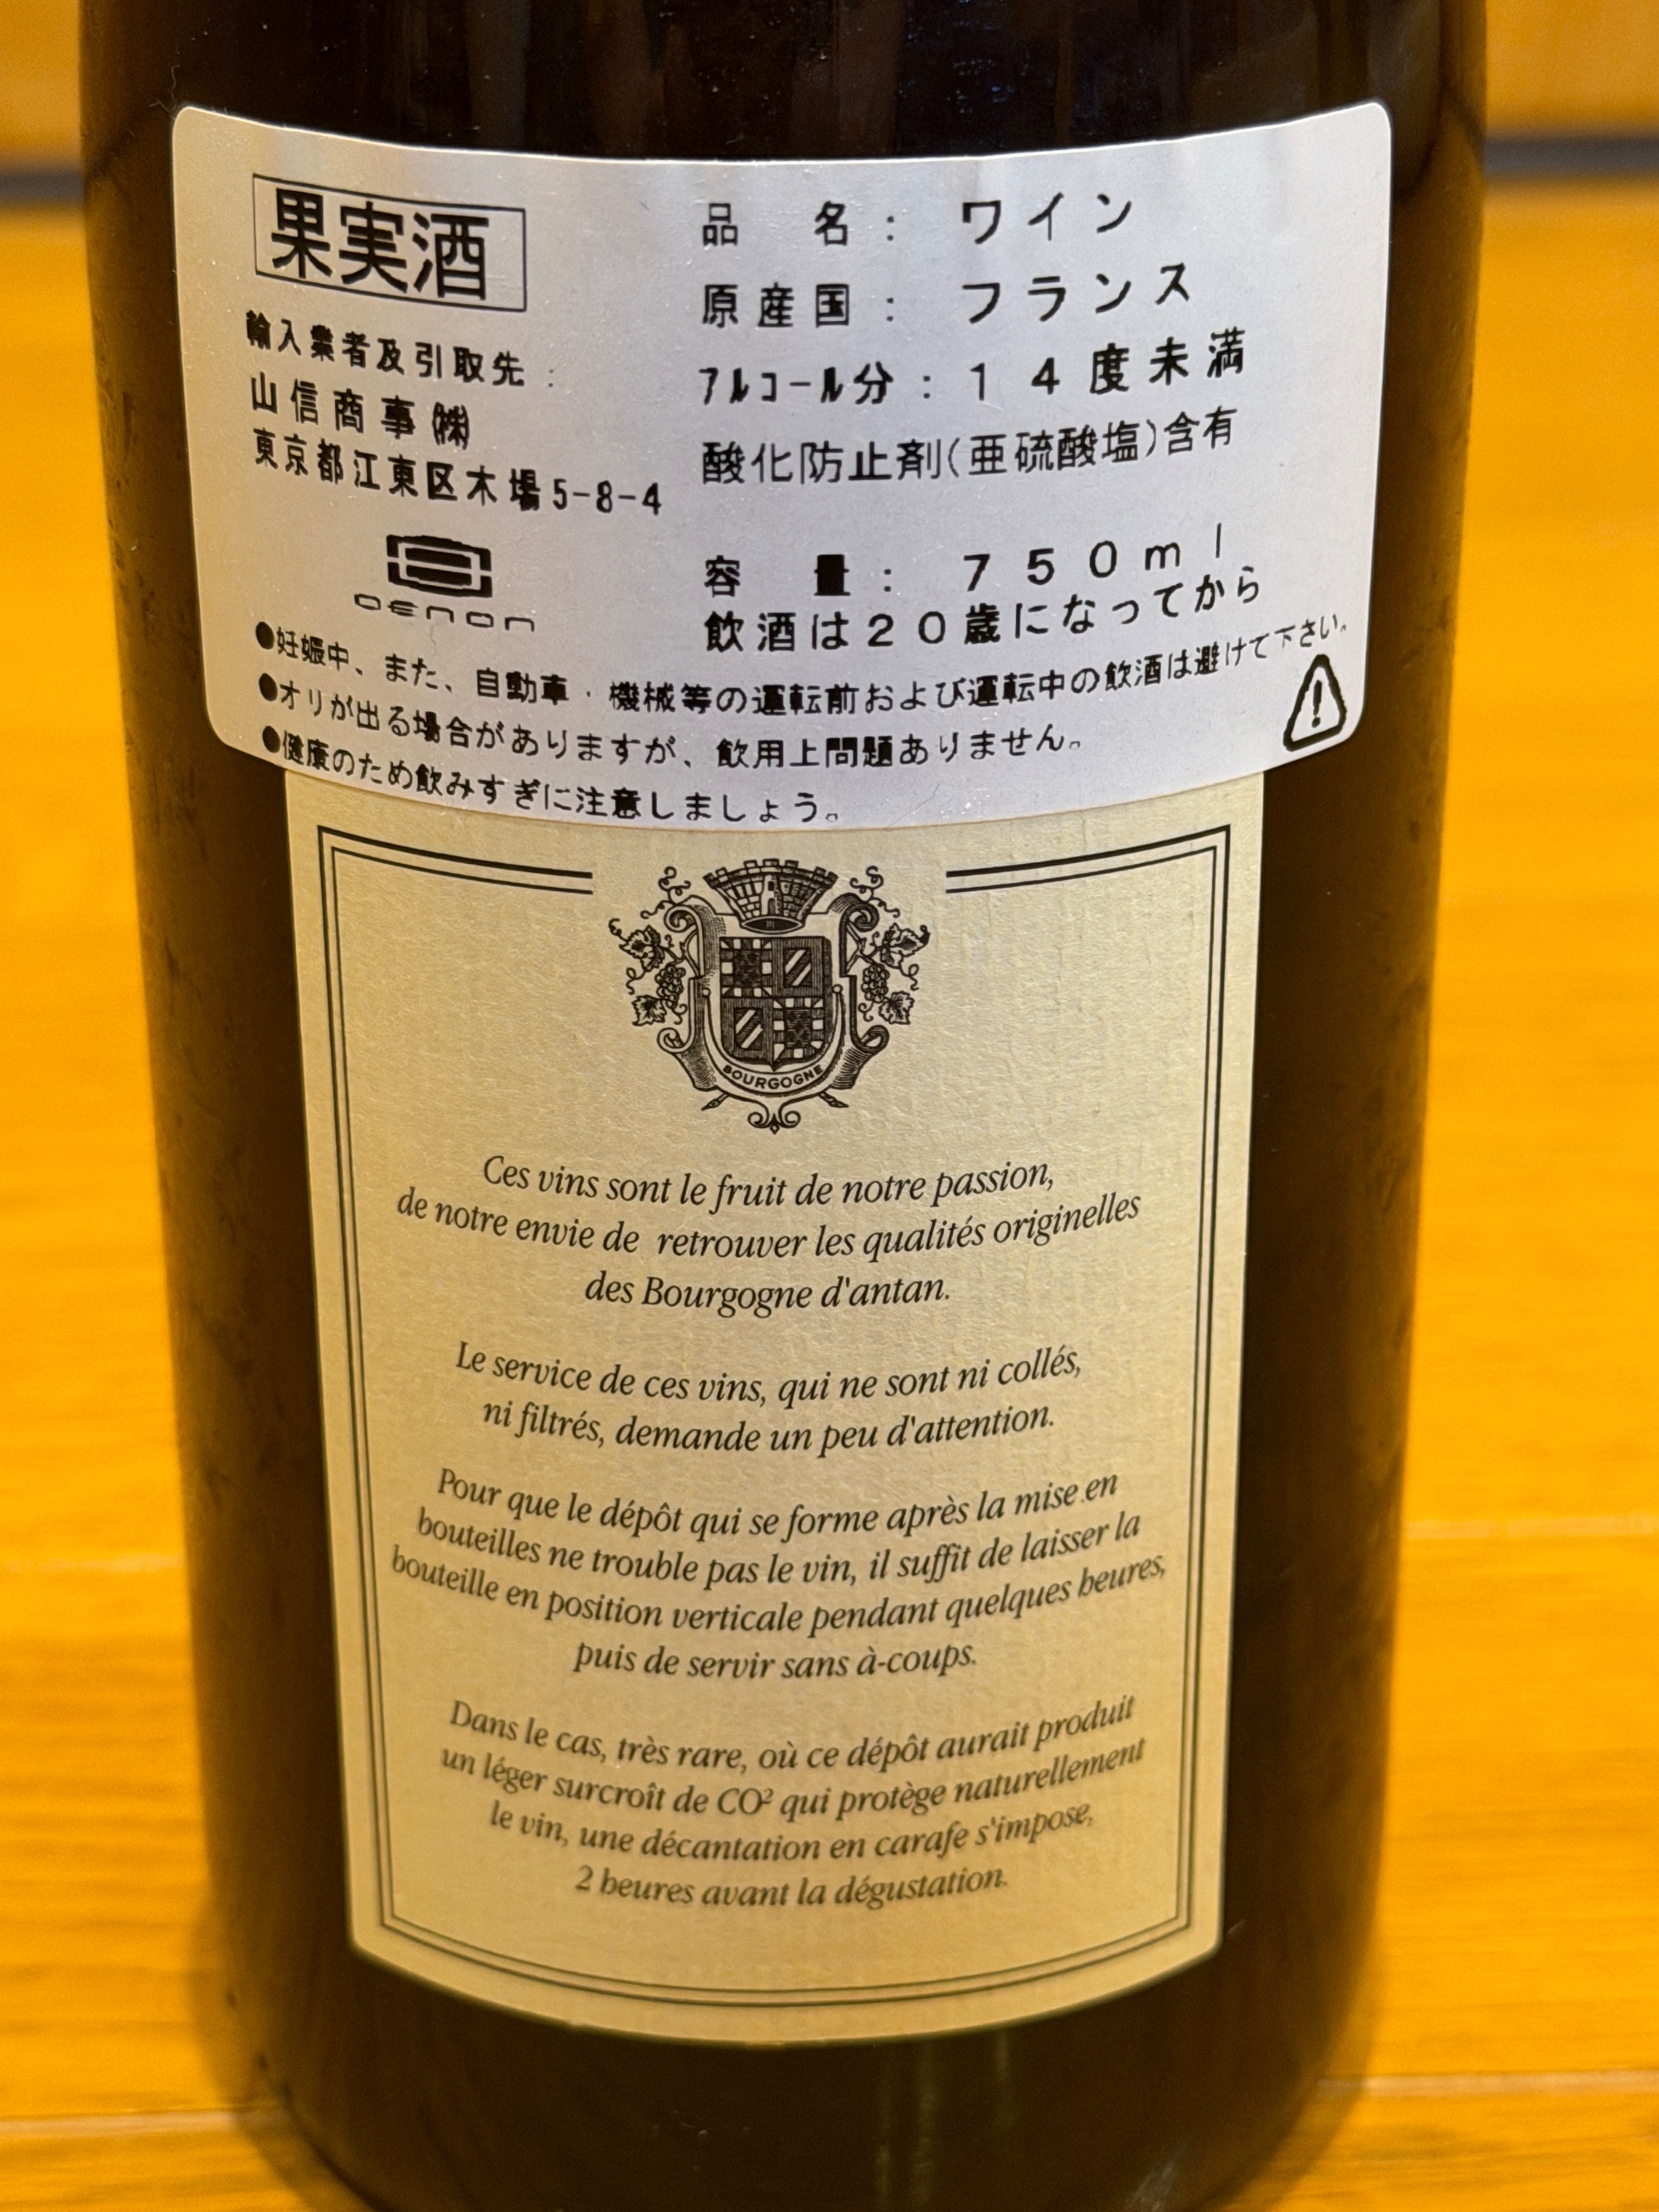 果実酒
輸入業者及引取先:
山信商事㈱
東京都江東区木場5-8-4
DENON
品 名: ワイン
原産国: フランス
アルコール分:14度未満
酸化防止剤(亜硫酸塩)含有
容 量: 750ml
飲酒は20歳になってから
●妊娠中、また、自動車・機械等の運転前および運転中の飲酒は避けて下さい。
●オリが出る場合がありますが、飲用上問題ありません。
●健康のため飲みすぎに注意しましょう。
BOURGOGNE
Ces vins sont le fruit de notre passion,
de notre envie de retrouver les qualités originelles
des Bourgogne d'antan.
Le service de ces vins, qui ne sont ni collés,
ni filtrés, demande un peu d'attention.
Pour que le dépôt qui se forme après la mise en
bouteilles ne trouble pas le vin, il suffit de laisser la
bouteille en position verticale pendant quelques heures,
puis de servir sans à-coups.
Dans le cas, très rare, où ce dépôt aurait produit
un léger surcroît de CO² qui protège naturellement
le vin, une décantation en carafe s'impose,
2 heures avant la dégustation.